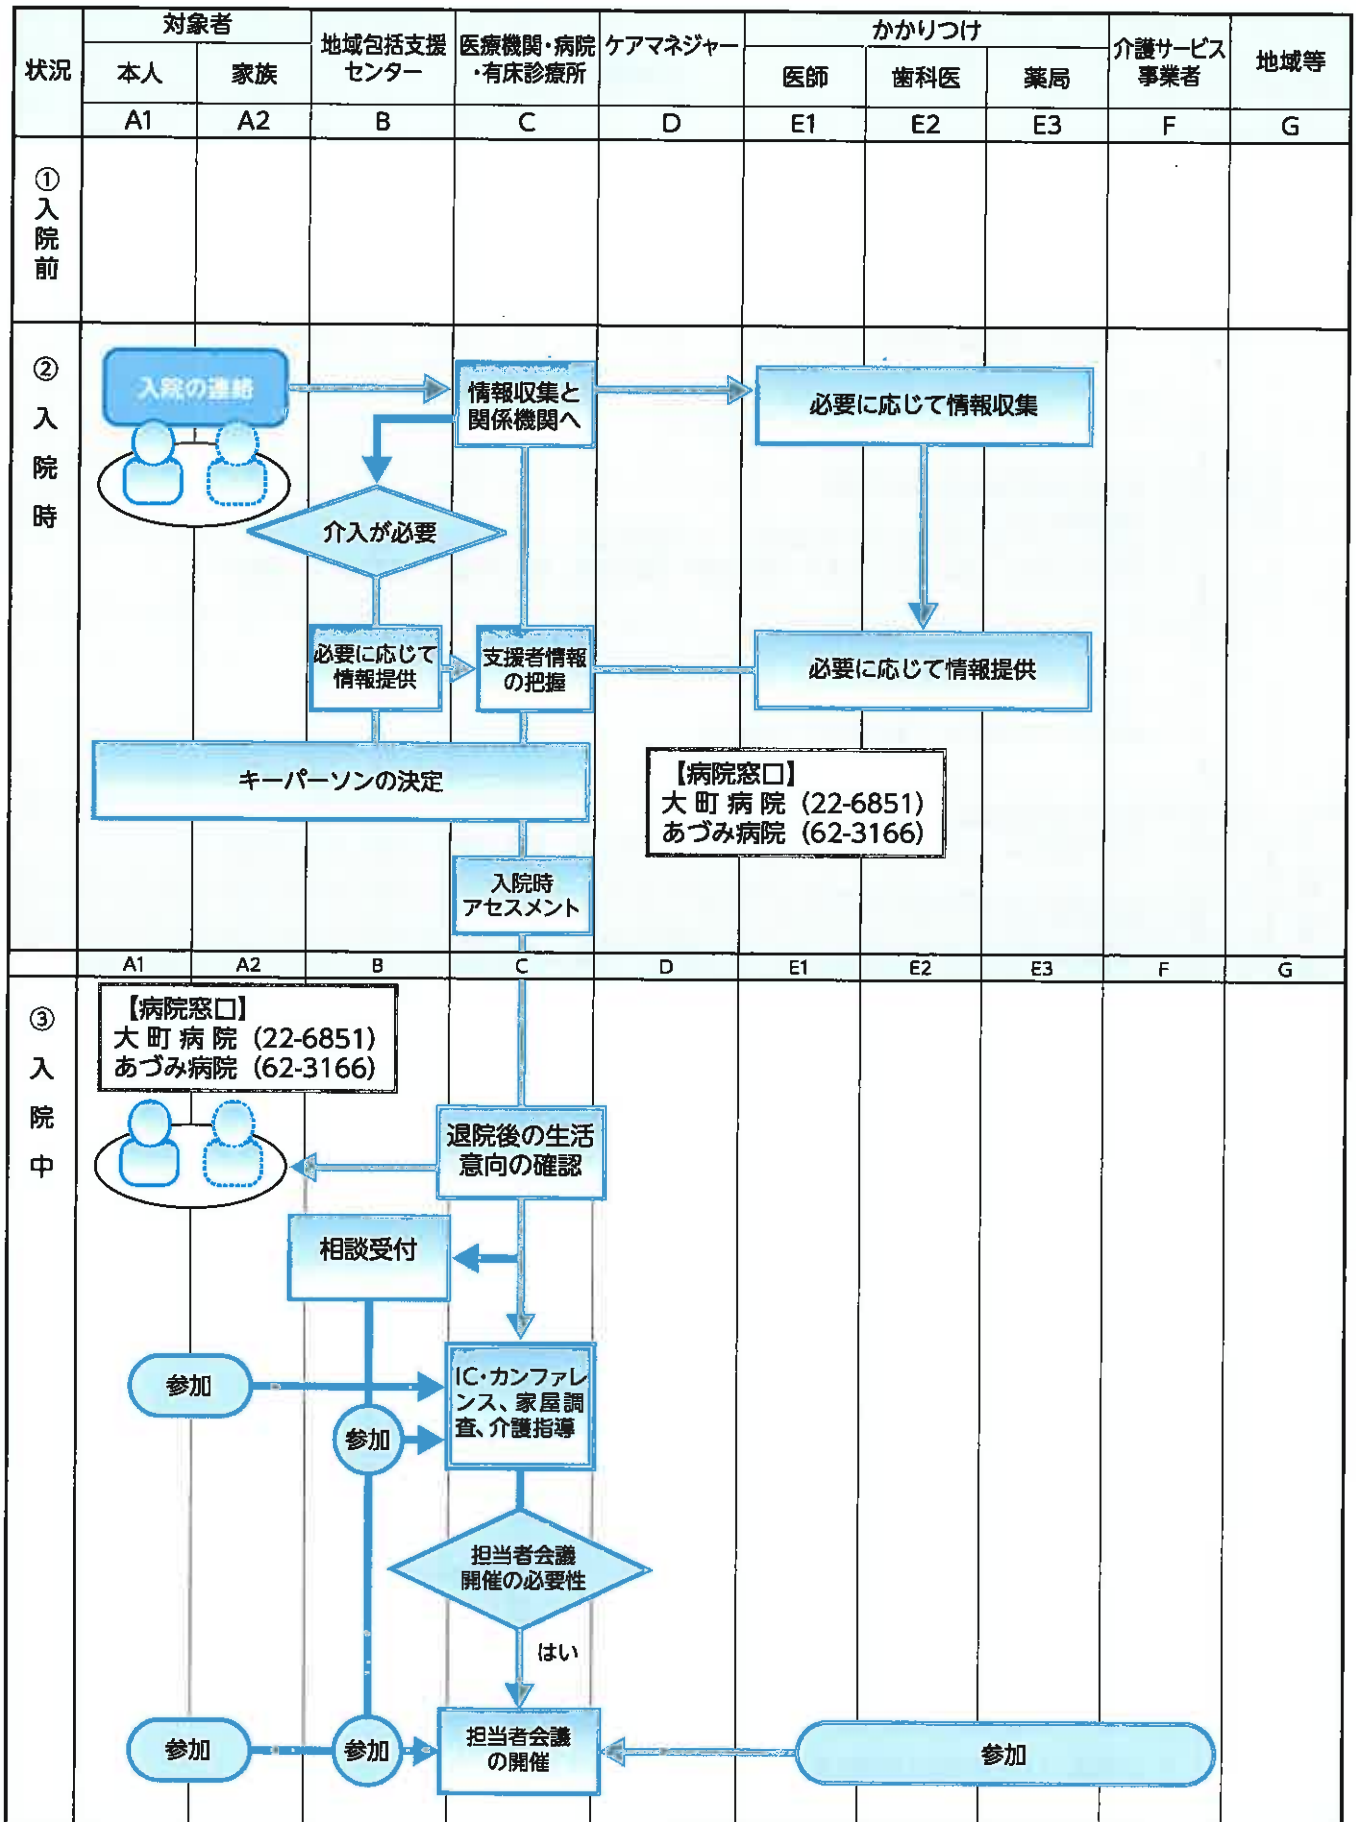 状況
対象者
本人
家族
地域包括支援
センター
医療機関・病院
・有床診療所
ケアマネジャー
かかりつけ
医師
歯科医
薬局
介護サービス
事業者
地域等
A1
A2
B
C
D
E1
E2
E3
F
G
①入院前
②入院時
入院の連絡
情報収集と
関係機関へ
必要に応じて情報収集
介入が必要
必要に応じて
情報提供
支援者情報
の把握
必要に応じて情報提供
キーパーソンの決定
【病院窓口】
大町病院(22-6851)
あづみ病院(62-3166)
入院時
アセスメント
A1
A2
B
C
D
E1
E2
E3
F
G
③入院中
【病院窓口】
大町病院(22-6851)
あづみ病院(62-3166)
退院後の生活
意向の確認
相談受付
参加
IC・カンファレ
ンス、家屋調
査、介護指導
参加
担当者会議
開催の必要性
はい
参加
参加
担当者会議
の開催
参加